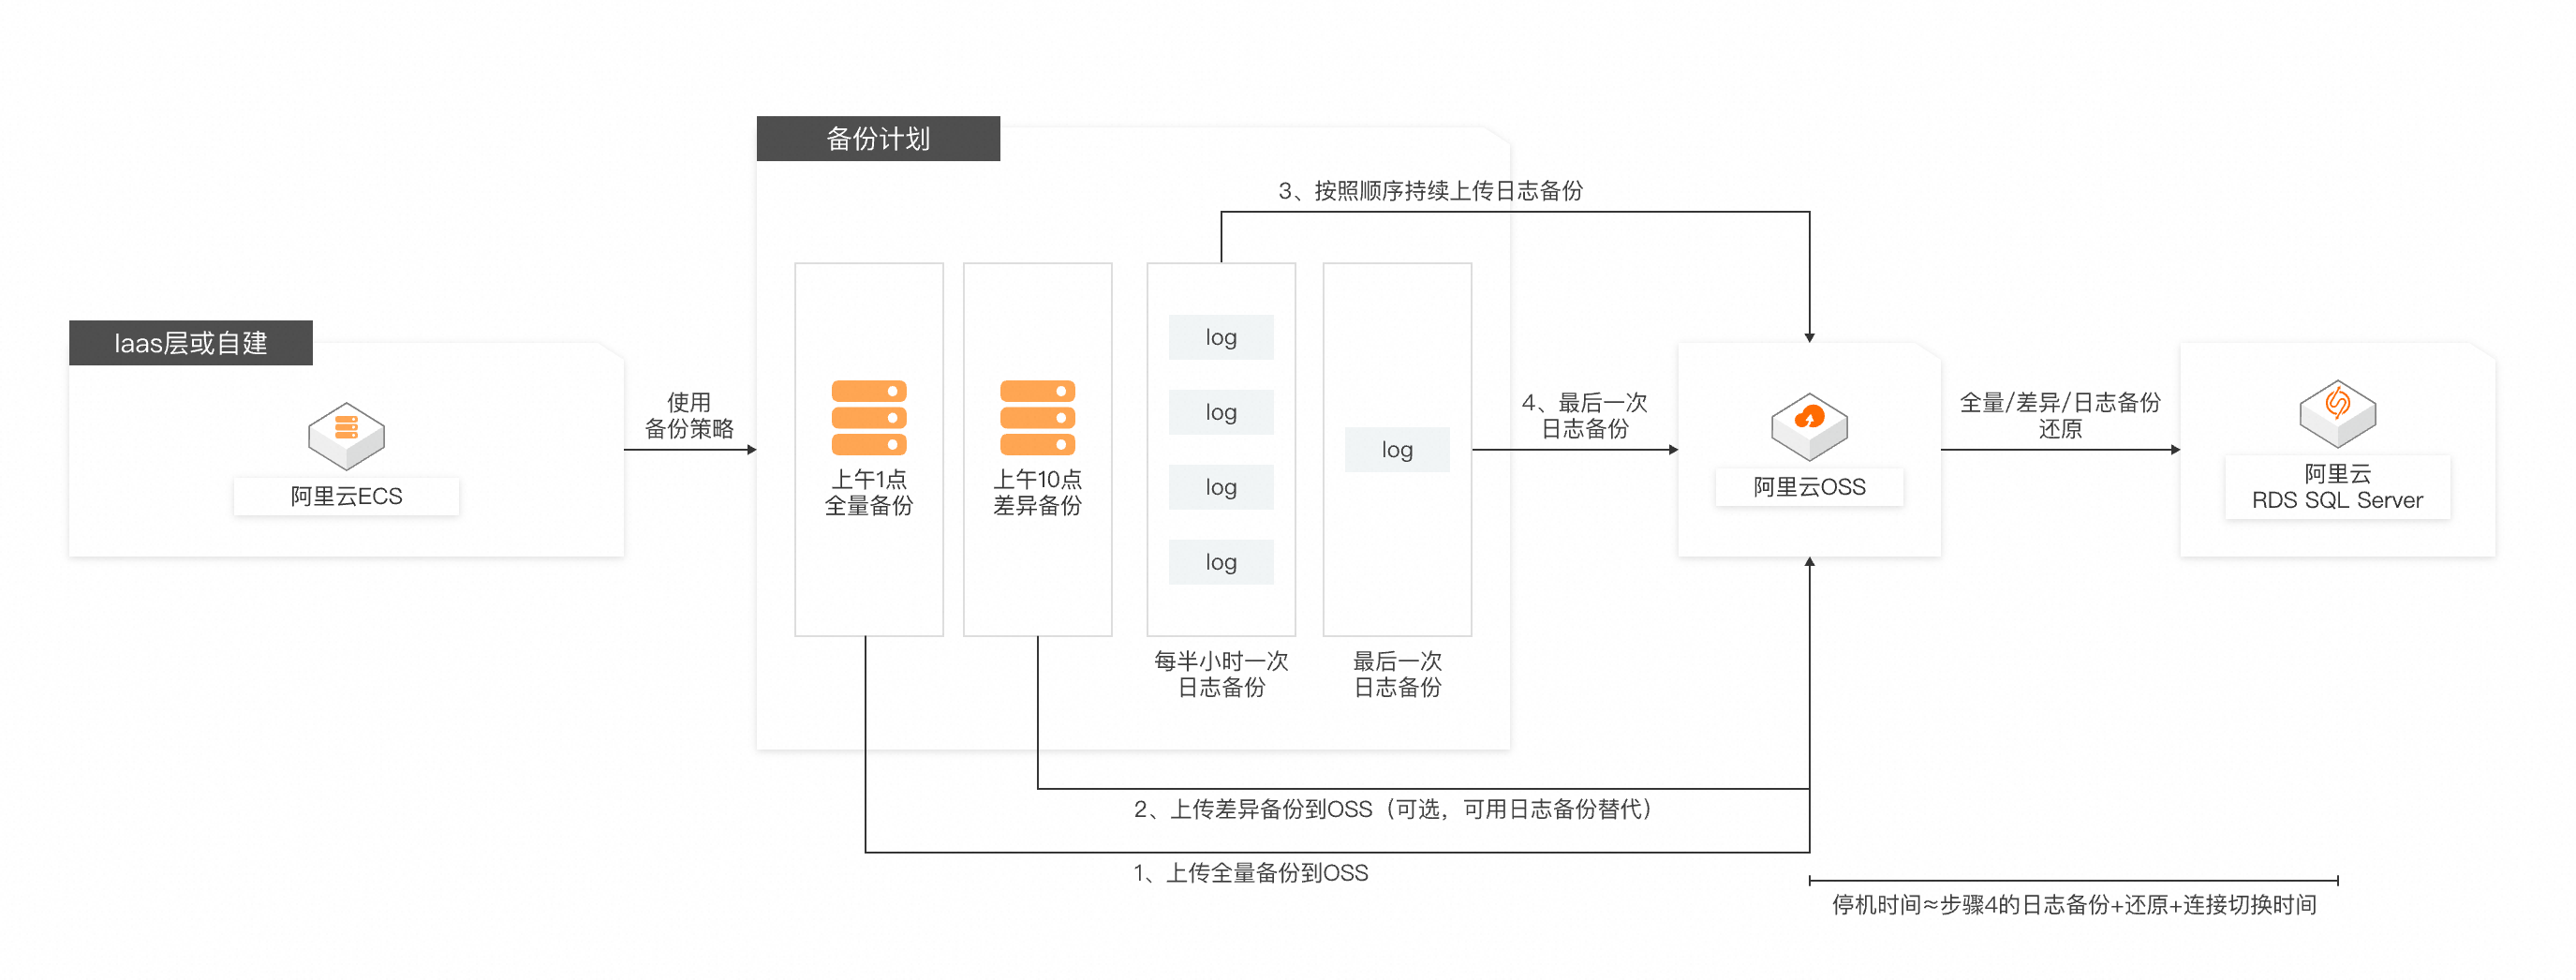 备份计划
3、按照顺序持续上传日志备份
Iaas层或自建
阿里云ECS
使用
备份策略
上午1点
全量备份
上午10点
差异备份
log
log
log
log
每半小时一次
日志备份
log
最后一次
日志备份
4、最后一次
日志备份
阿里云OSS
全量/差异/日志备份
还原
阿里云
RDS SQL Server
2、上传差异备份到OSS（可选，可用日志备份替代）
1、上传全量备份到OSS
停机时间≈步骤4的日志备份+还原+连接切换时间